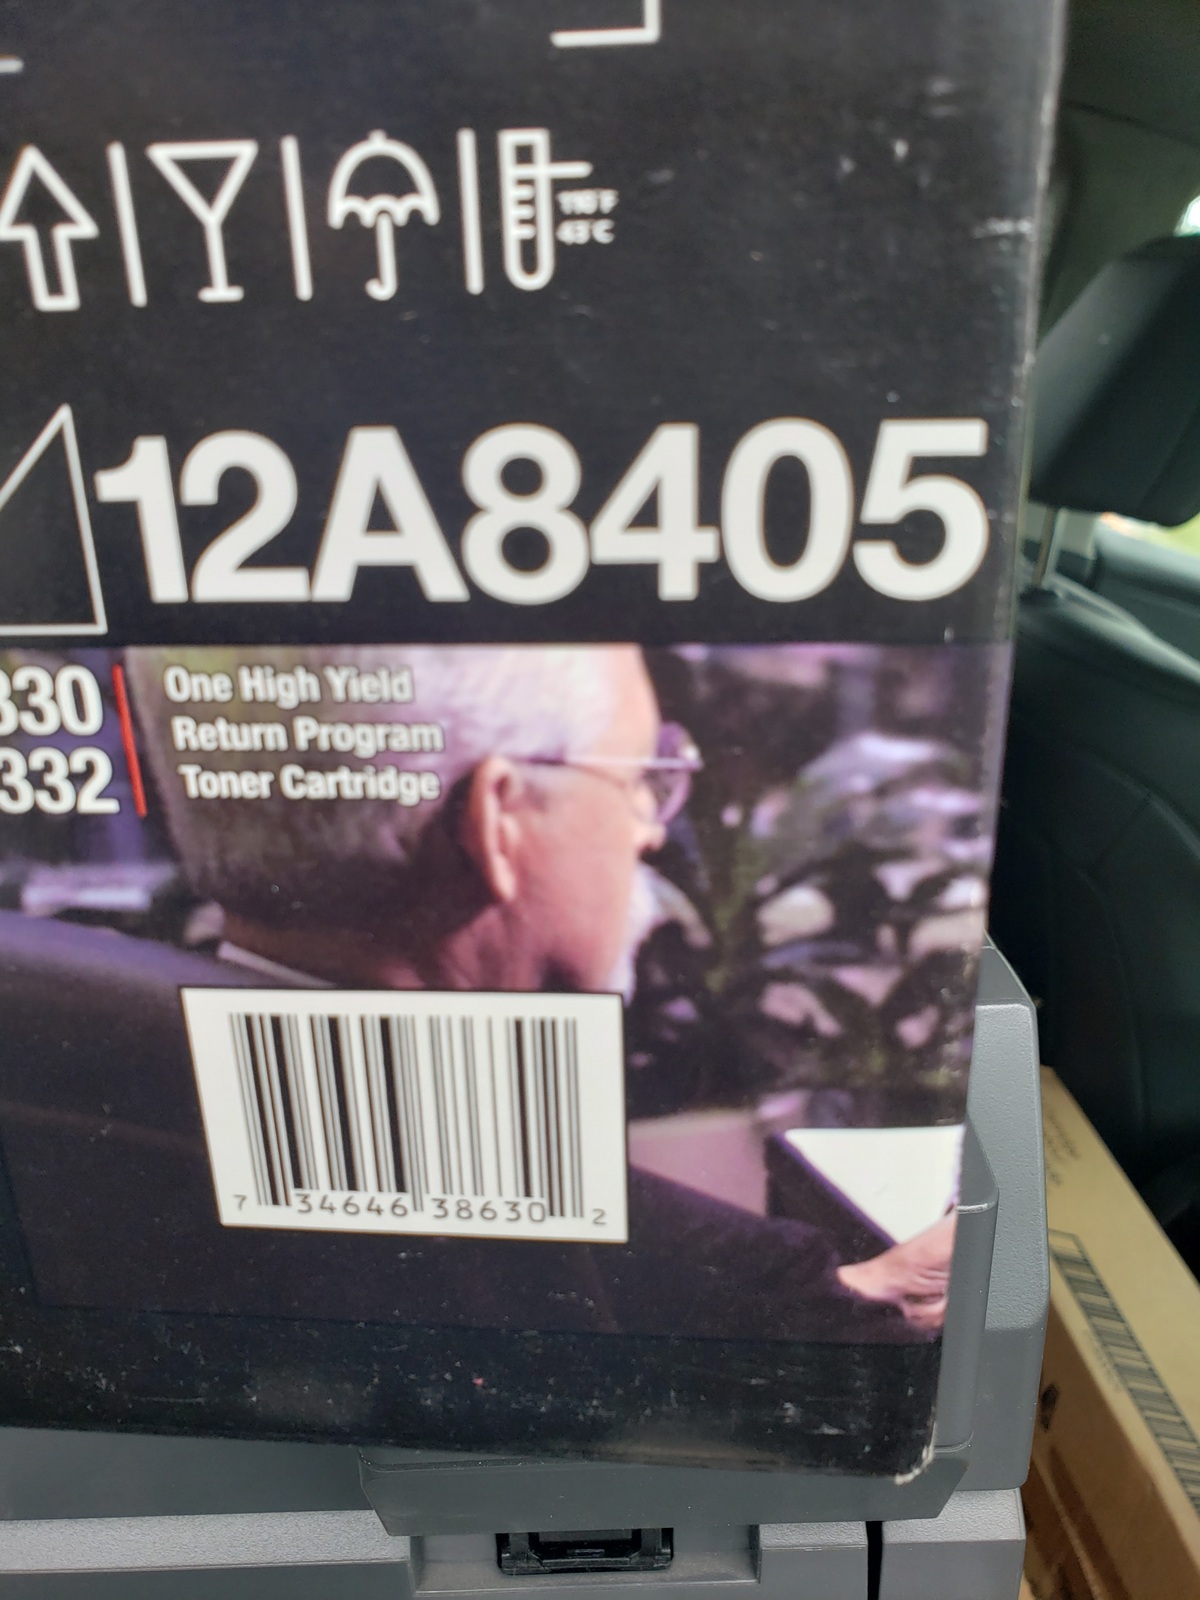 110°F
43°C
12A8405
330
332
One High Yield
Return Program
Toner Cartridge
7 34646 38630 2